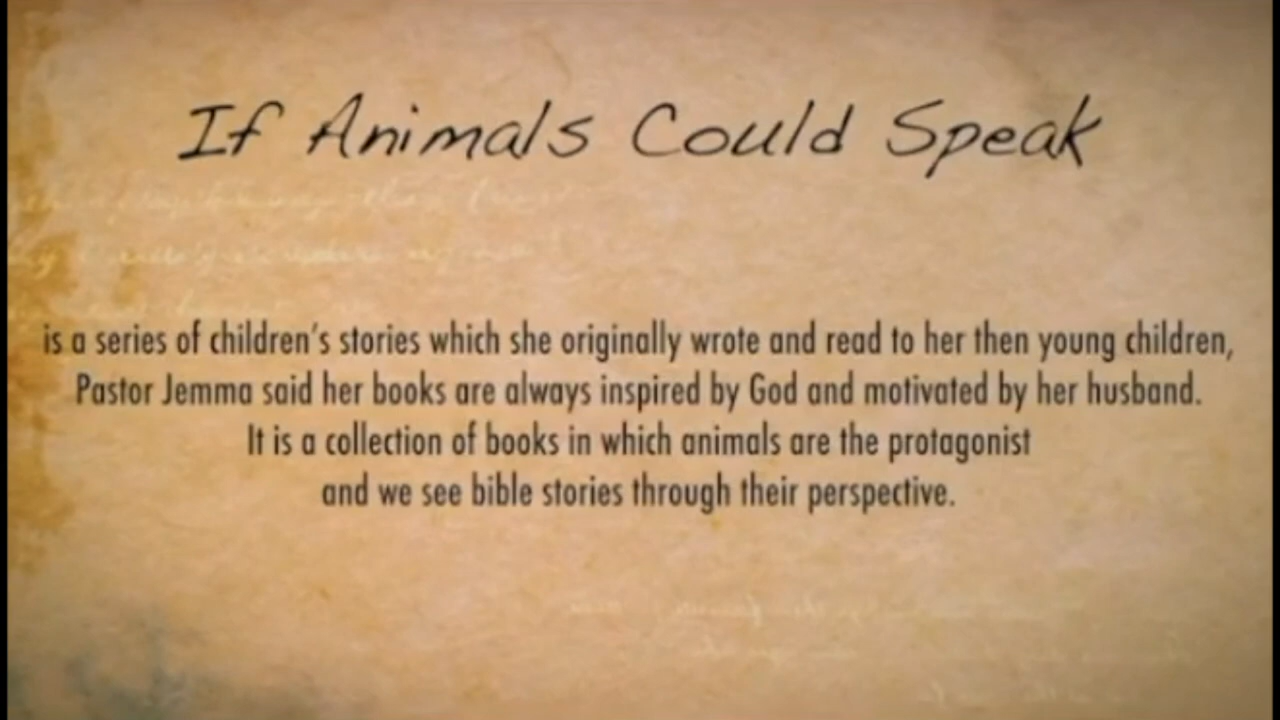 If Animals Could Speak
is a series of children's stories which she originally wrote and read to her then young children,
Pastor Jemma said her books are always inspired by God and motivated by her husband.
It is a collection of books in which animals are the protagonist
and we see bible stories through their perspective.